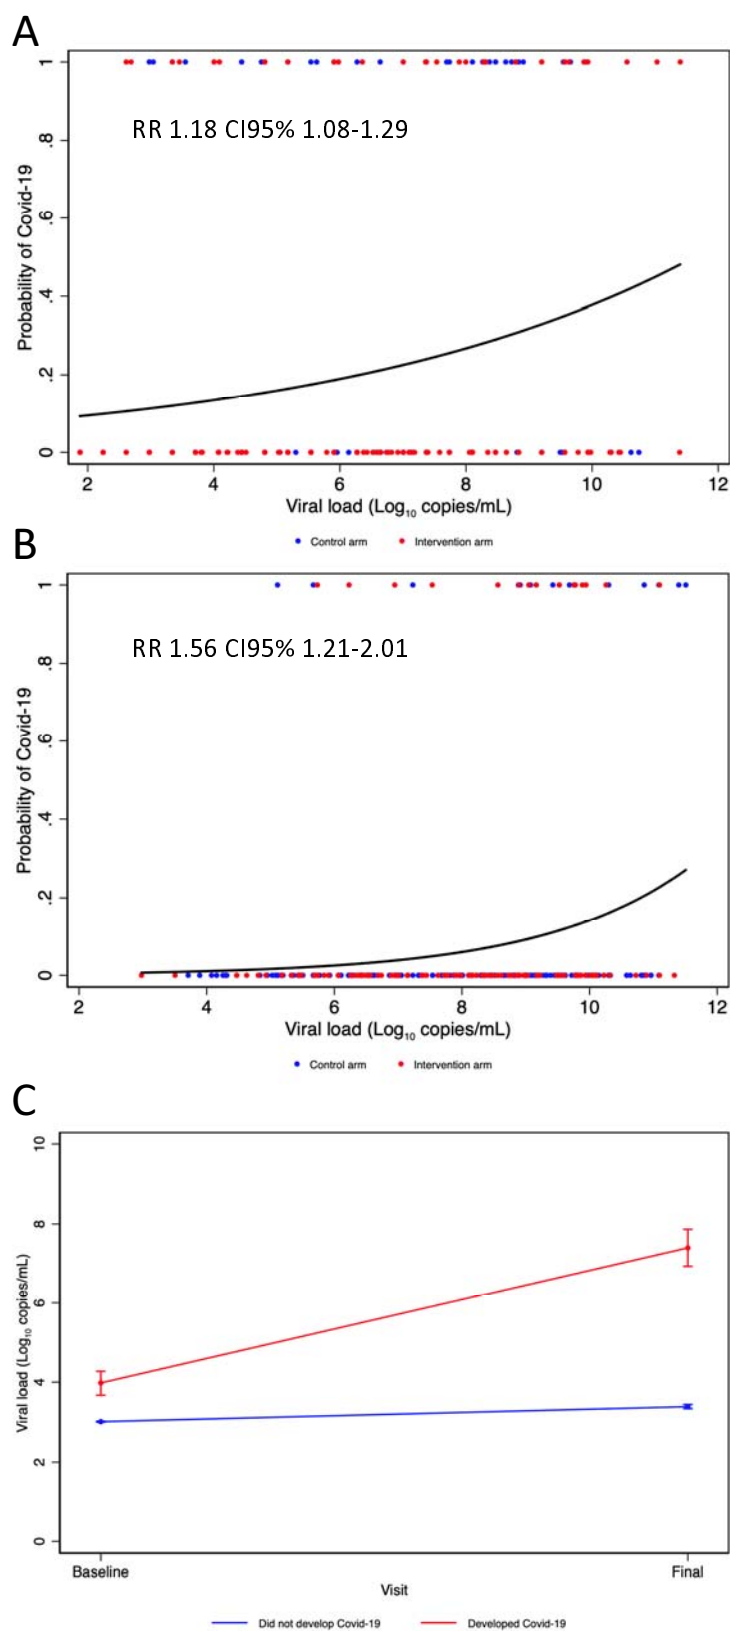 A
1
.8
.6
.4
.2
0
Probability of Covid-19
RR 1.18 CI95% 1.08-1.29
2 4 6 8 10 12
Viral load (Log₁₀ copies/mL)
Control arm Intervention arm
B
1
.8
.6
.4
.2
0
Probability of Covid-19
RR 1.56 CI95% 1.21-2.01
2 4 6 8 10 12
Viral load (Log₁₀ copies/mL)
Control arm Intervention arm
C
10
8
6
4
2
0
Viral load (Log₁₀ copies/mL)
Baseline Final
Visit
Did not develop Covid-19 Developed Covid-19